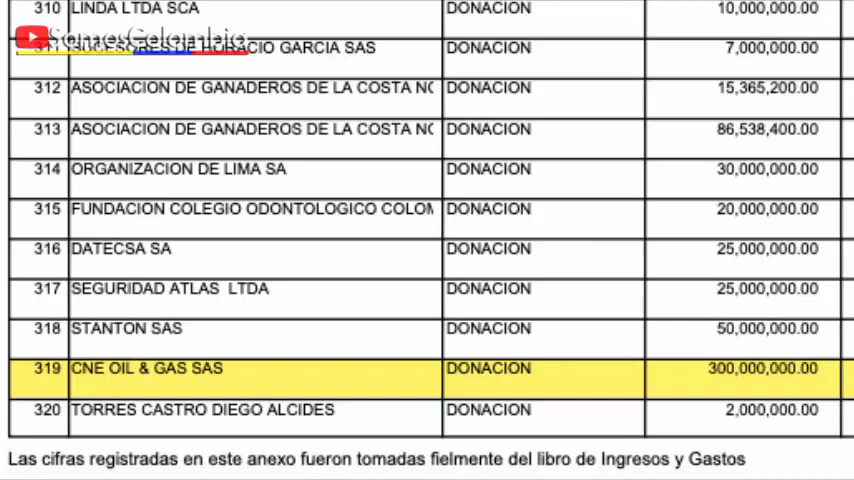 310 LINDA LTDA SCA DONACION 10,000,000.00
SomosColombia
311 SUCESORES DE HORACIO GARCIA SAS DONACION 7,000,000.00
312 ASOCIACION DE GANADEROS DE LA COSTA NO DONACION 15,365,200.00
313 ASOCIACION DE GANADEROS DE LA COSTA NO DONACION 86,538,400.00
314 ORGANIZACION DE LIMA SA DONACION 30,000,000.00
315 FUNDACION COLEGIO ODONTOLOGICO COLOM DONACION 20,000,000.00
316 DATECSA SA DONACION 25,000,000.00
317 SEGURIDAD ATLAS LTDA DONACION 25,000,000.00
318 STANTON SAS DONACION 50,000,000.00
319 CNE OIL & GAS SAS DONACION 300,000,000.00
320 TORRES CASTRO DIEGO ALCIDES DONACION 2,000,000.00
Las cifras registradas en este anexo fueron tomadas fielmente del libro de Ingresos y Gastos